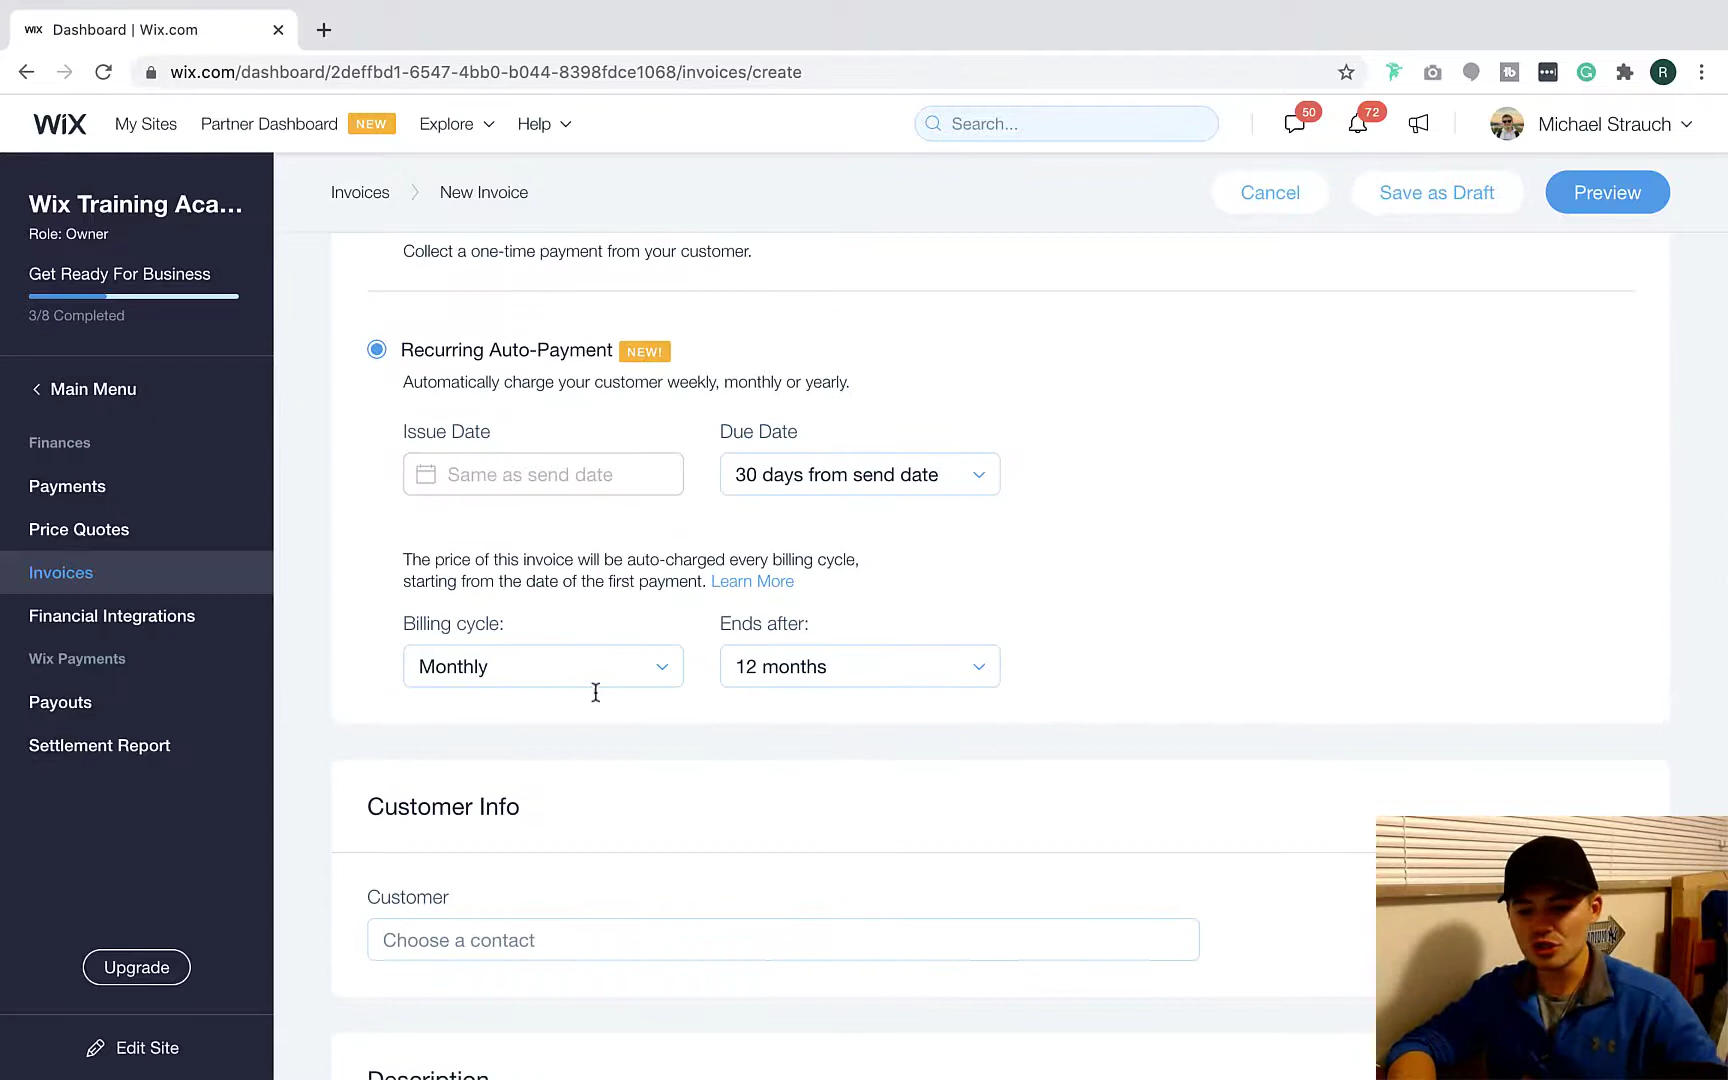 WIX Dashboard | Wix.com
wix.com/dashboard/2deffbd1-6547-4bb0-b044-8398fdce1068/invoices/create
R
WIX My Sites Partner Dashboard NEW Explore Help Search... 50 72 Michael Strauch
Wix Training Aca...
Role: Owner
Get Ready For Business
3/8 Completed
Main Menu
Finances
Payments
Price Quotes
Invoices
Financial Integrations
Wix Payments
Payouts
Settlement Report
Upgrade
Edit Site
Invoices New Invoice Cancel Save as Draft Preview
Collect a one-time payment from your customer.
Recurring Auto-Payment NEW!
Automatically charge your customer weekly, monthly or yearly.
Issue Date Due Date
Same as send date 30 days from send date
The price of this invoice will be auto-charged every billing cycle,
starting from the date of the first payment. Learn More
Billing cycle: Ends after:
Monthly 12 months
Customer Info
Customer
Choose a contact
Description